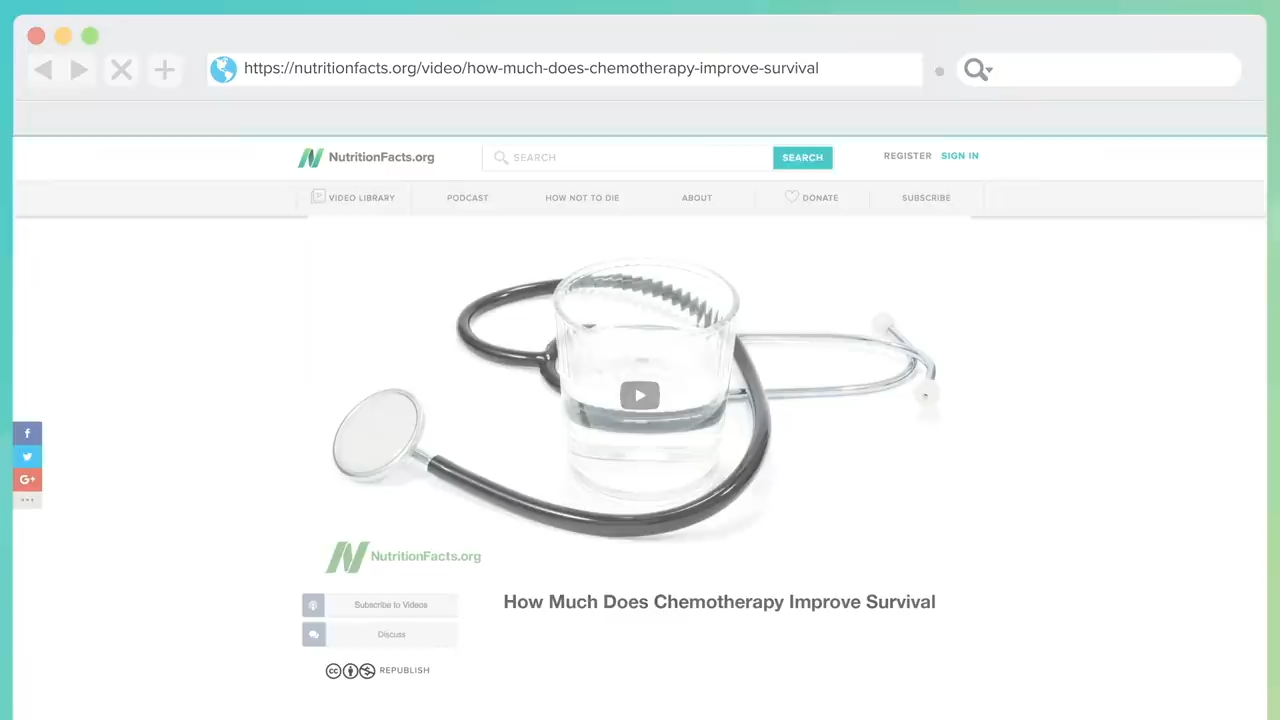 https://nutritionfacts.org/video/how-much-does-chemotherapy-improve-survival
NutritionFacts.org
SEARCH
SEARCH
REGISTER
SIGN IN
VIDEO LIBRARY
PODCAST
HOW NOT TO DIE
ABOUT
DONATE
SUBSCRIBE
f
G+
NutritionFacts.org
Subscribe to Videos
How Much Does Chemotherapy Improve Survival
Discuss
cc
REPUBLISH